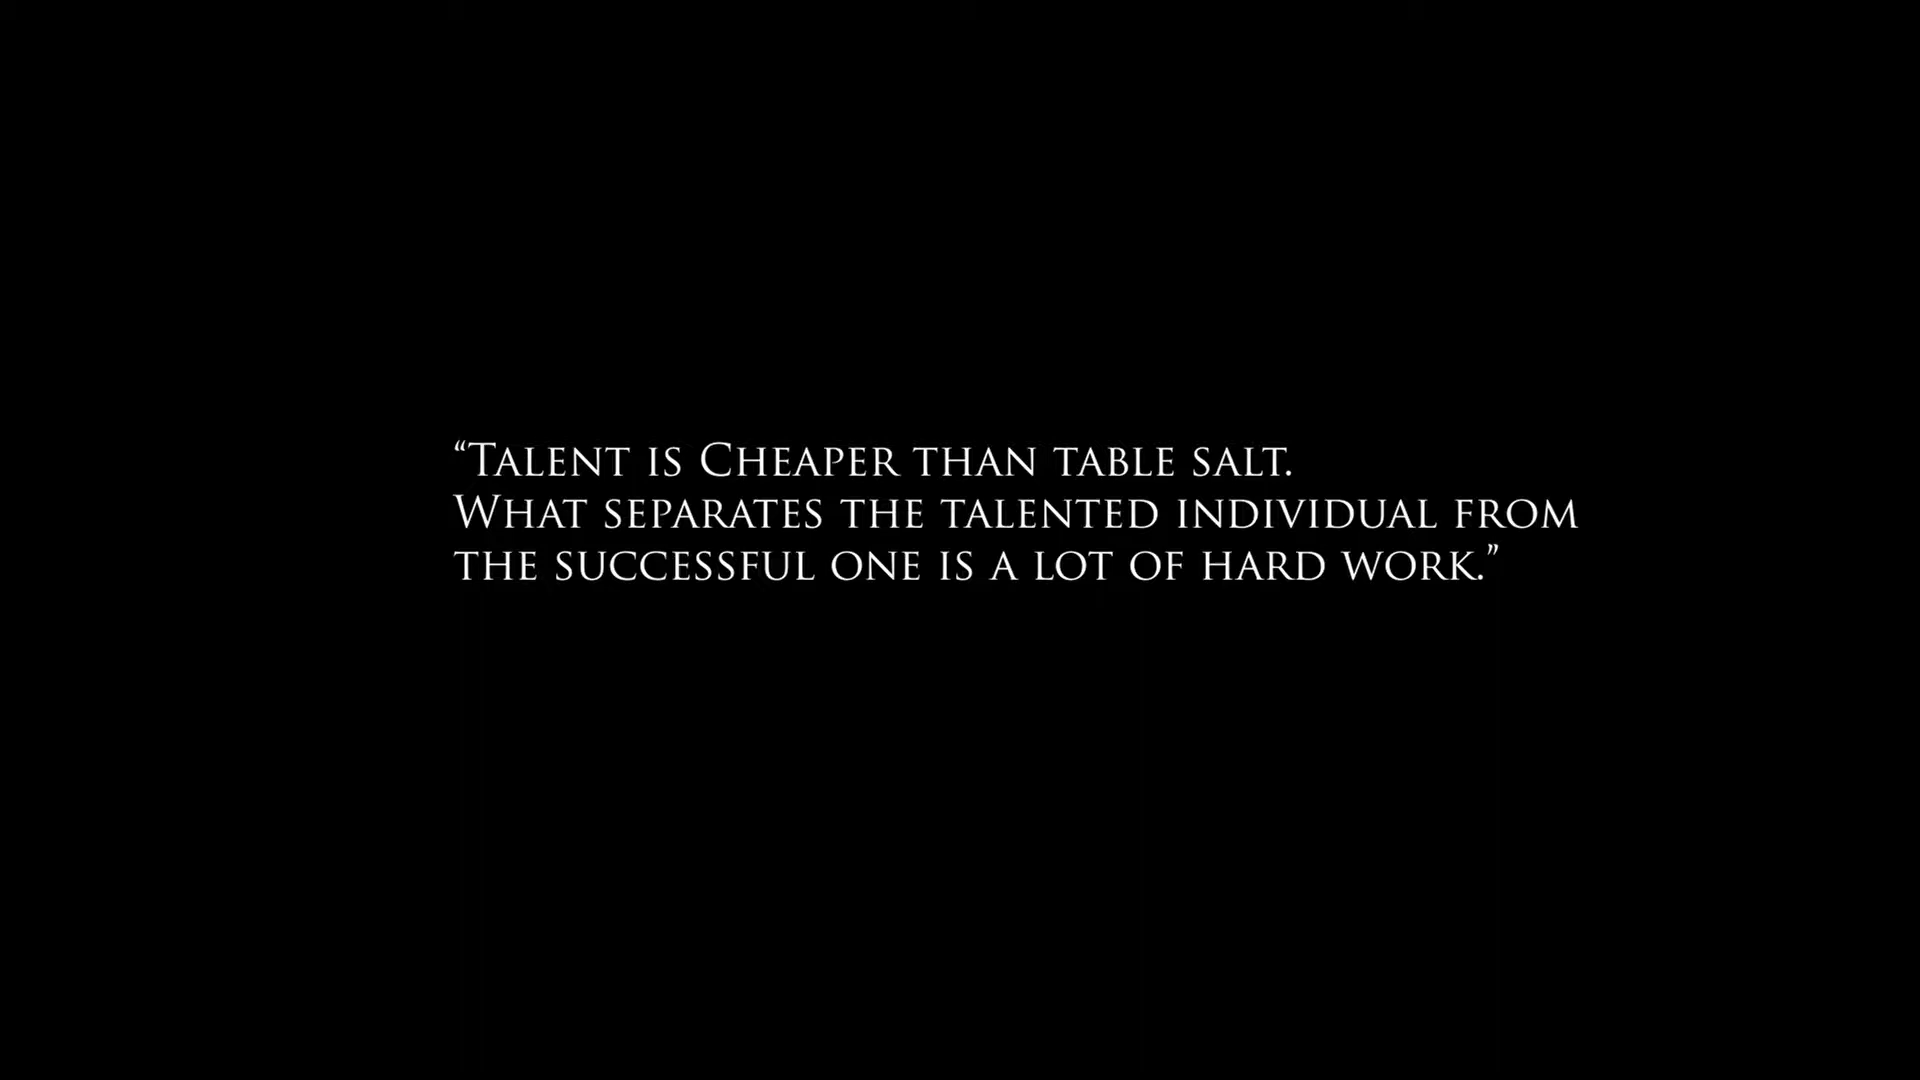 “Talent is Cheaper than table salt.
What separates the talented individual from
the successful one is a lot of hard work.”